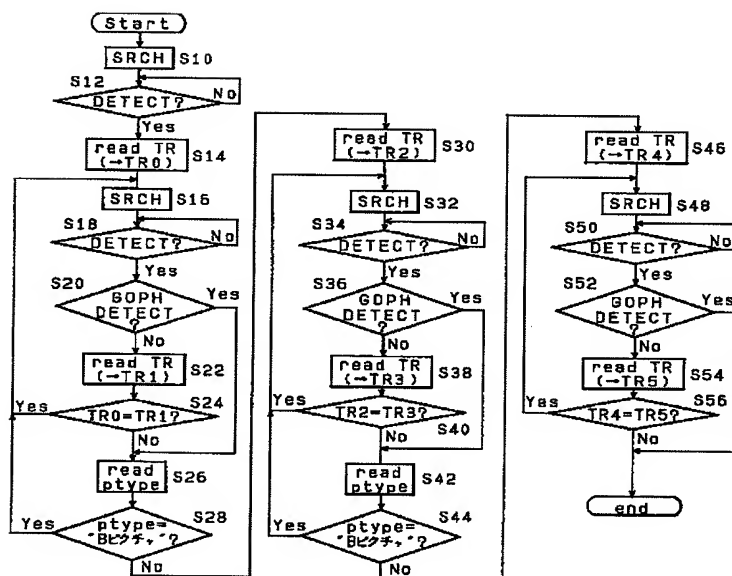 Start
SRCH S10
S12
DETECT? No
Yes
read TR
(→TR0) S14
SRCH S16
S18
DETECT? No
Yes
S20
GOPH
DETECT
? Yes
No
read TR
(→TR1) S22
S24
Yes TR0=TR1?
No
read
ptype S26
S28
Yes ptype=
"Bピクチャ"?
No
read TR
(→TR2) S30
SRCH S32
S34
DETECT? No
Yes
S36
GOPH
DETECT
? Yes
No
read TR
(→TR3) S38
Yes TR2=TR3?
S40
No
read
ptype S42
S44
Yes ptype=
"Bピクチャ"?
No
read TR
(→TR4) S46
SRCH S48
S50
DETECT? No
Yes
S52
GOPH
DETECT
? Yes
No
read TR
(→TR5) S54
S56
Yes TR4=TR5?
No
end